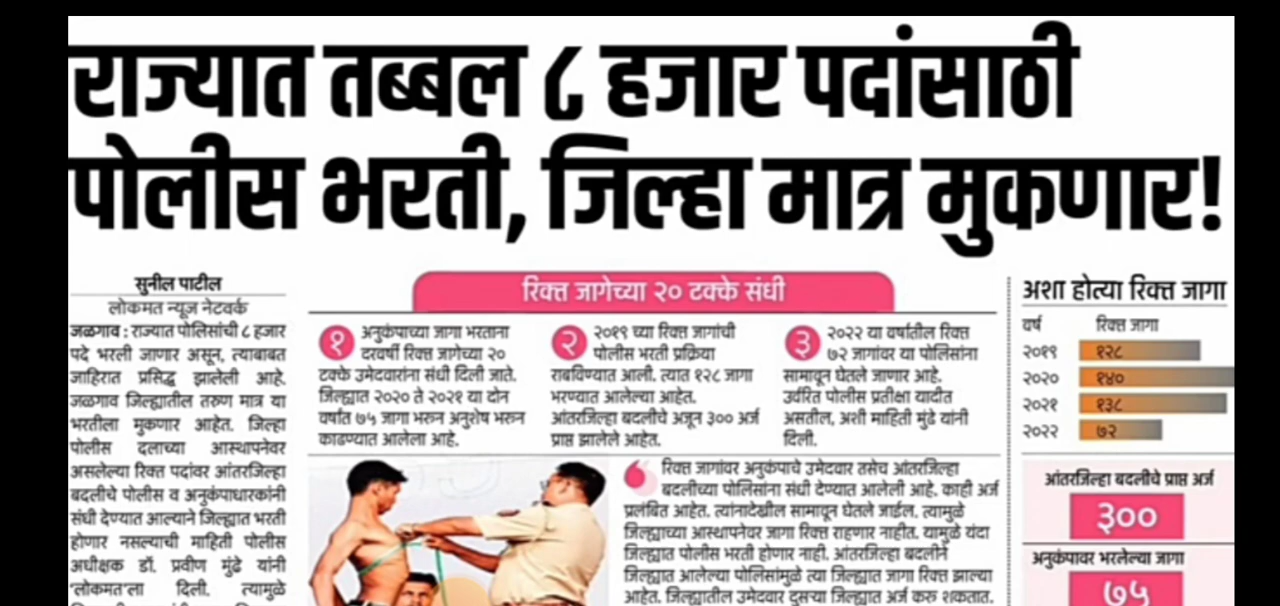 राज्यात तब्बल ८ हजार पदांसाठी
पोलीस भरती, जिल्हा मात्र मुकणार!
सुनील पाटील
लोकमत न्यूज नेटवर्क
जळगाव : राज्यात पोलिसांची ८ हजार
पदे भरली जाणार असून, त्याबाबत
जाहिरात प्रसिद्ध झालेली आहे.
जळगाव जिल्ह्यातील तरुण मात्र या
भरतीला मुकणार आहेत. जिल्हा
पोलीस दलाच्या आस्थापनेवर
असलेल्या रिक्त पदांवर आंतरजिल्हा
बदलीचे पोलीस व अनुकंपाधारकांनी
संधी देण्यात आल्याने जिल्ह्यात भरती
होणार नसल्याची माहिती पोलीस
अधीक्षक डॉ. प्रवीण मुंढे यांनी
'लोकमत'ला दिली. त्यामुळे
रिक्त जागेच्या २० टक्के संधी
१ अनुकंपाच्या जागा भरताना
दरवर्षी रिक्त जागेच्या २०
टक्के उमेदवारांना संधी दिली जाते.
जिल्ह्यात २०२० ते २०२१ या दोन
वर्षात ७५ जागा भरुन अनुशेष भरुन
काढण्यात आलेला आहे.
२ २०१९ च्या रिक्त जागांची
पोलीस भरती प्रक्रिया
राबविण्यात आली. त्यात १२८ जागा
भरण्यात आलेल्या आहेत.
आंतरजिल्हा बदलीचे अजून ३०० अर्ज
प्राप्त झालेले आहेत.
३ २०२२ या वर्षातील रिक्त
७२ जागांवर या पोलिसांना
सामावून घेतले जाणार आहे.
उर्वरित पोलीस प्रतीक्षा यादीत
असतील, अशी माहिती मुंढे यांनी
दिली.
रिक्त जागांवर अनुकंपाचे उमेदवार तसेच आंतरजिल्हा
बदलीच्या पोलिसांना संधी देण्यात आलेली आहे. काही अर्ज
प्रलंबित आहेत. त्यांनादेखील सामावून घेतले जाईल. त्यामुळे
जिल्ह्याच्या आस्थापनेवर जागा रिक्त राहणार नाहीत. यामुळे यंदा
जिल्ह्यात पोलीस भरती होणार नाही. आंतरजिल्हा बदलीने
जिल्ह्यात आलेल्या पोलिसांमुळे त्या जिल्ह्यात जागा रिक्त झाल्या
आहेत. जिल्ह्यातील उमेदवार दुसऱ्या जिल्ह्यात अर्ज करु शकतात.
अशा होत्या रिक्त जागा
वर्ष रिक्त जागा
२०१९ १२८
२०२० १४०
२०२१ १३८
२०२२ ७२
आंतरजिल्हा बदलीचे प्राप्त अर्ज
३००
अनुकंपावर भरलेल्या जागा
७५